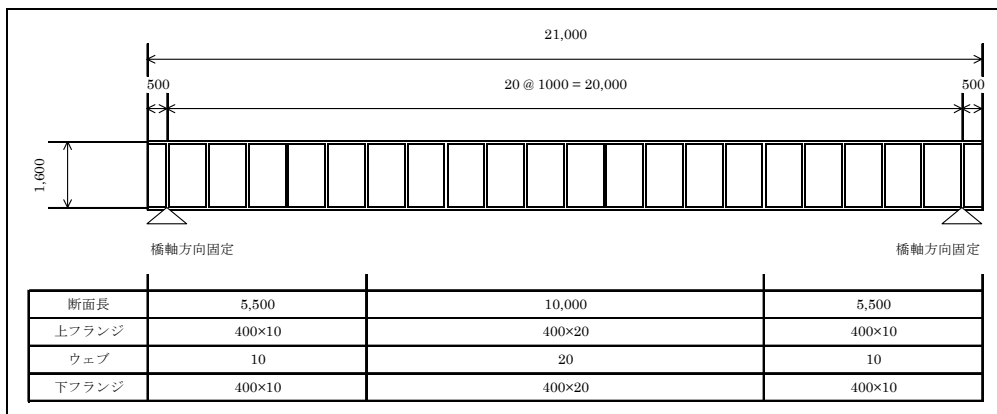 21,000
500 20 @ 1000 = 20,000 500
1,600
橋軸方向固定 橋軸方向固定
断面長 5,500 10,000 5,500
上フランジ 400×10 400×20 400×10
ウェブ 10 20 10
下フランジ 400×10 400×20 400×10